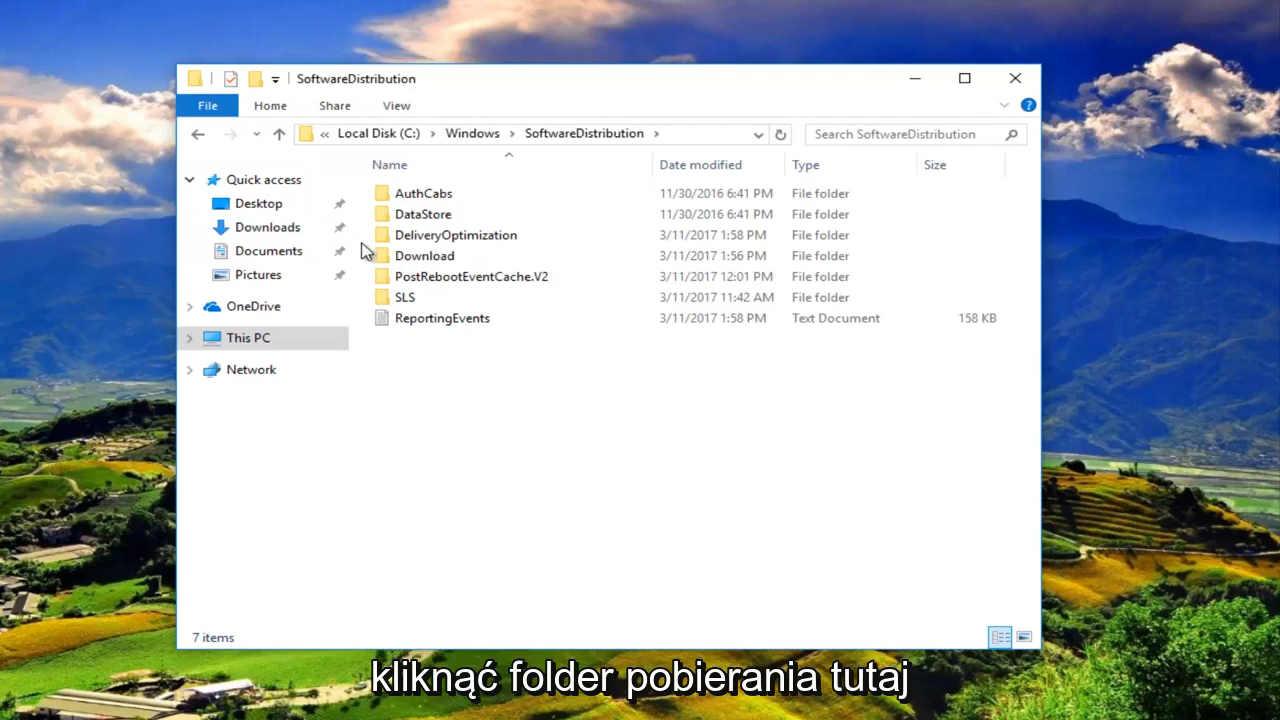 SoftwareDistribution
File Home Share View
« Local Disk (C:) Windows SoftwareDistribution
Search SoftwareDistribution
Name Date modified Type Size
Quick access
Desktop
Downloads
Documents
Pictures
OneDrive
This PC
Network
AuthCabs 11/30/2016 6:41 PM File folder
DataStore 11/30/2016 6:41 PM File folder
DeliveryOptimization 3/11/2017 1:58 PM File folder
Download 3/11/2017 1:56 PM File folder
PostRebootEventCache.V2 3/11/2017 12:01 PM File folder
SLS 3/11/2017 11:42 AM File folder
ReportingEvents 3/11/2017 1:58 PM Text Document 158 KB
7 items
kliknąć folder pobierania tutaj